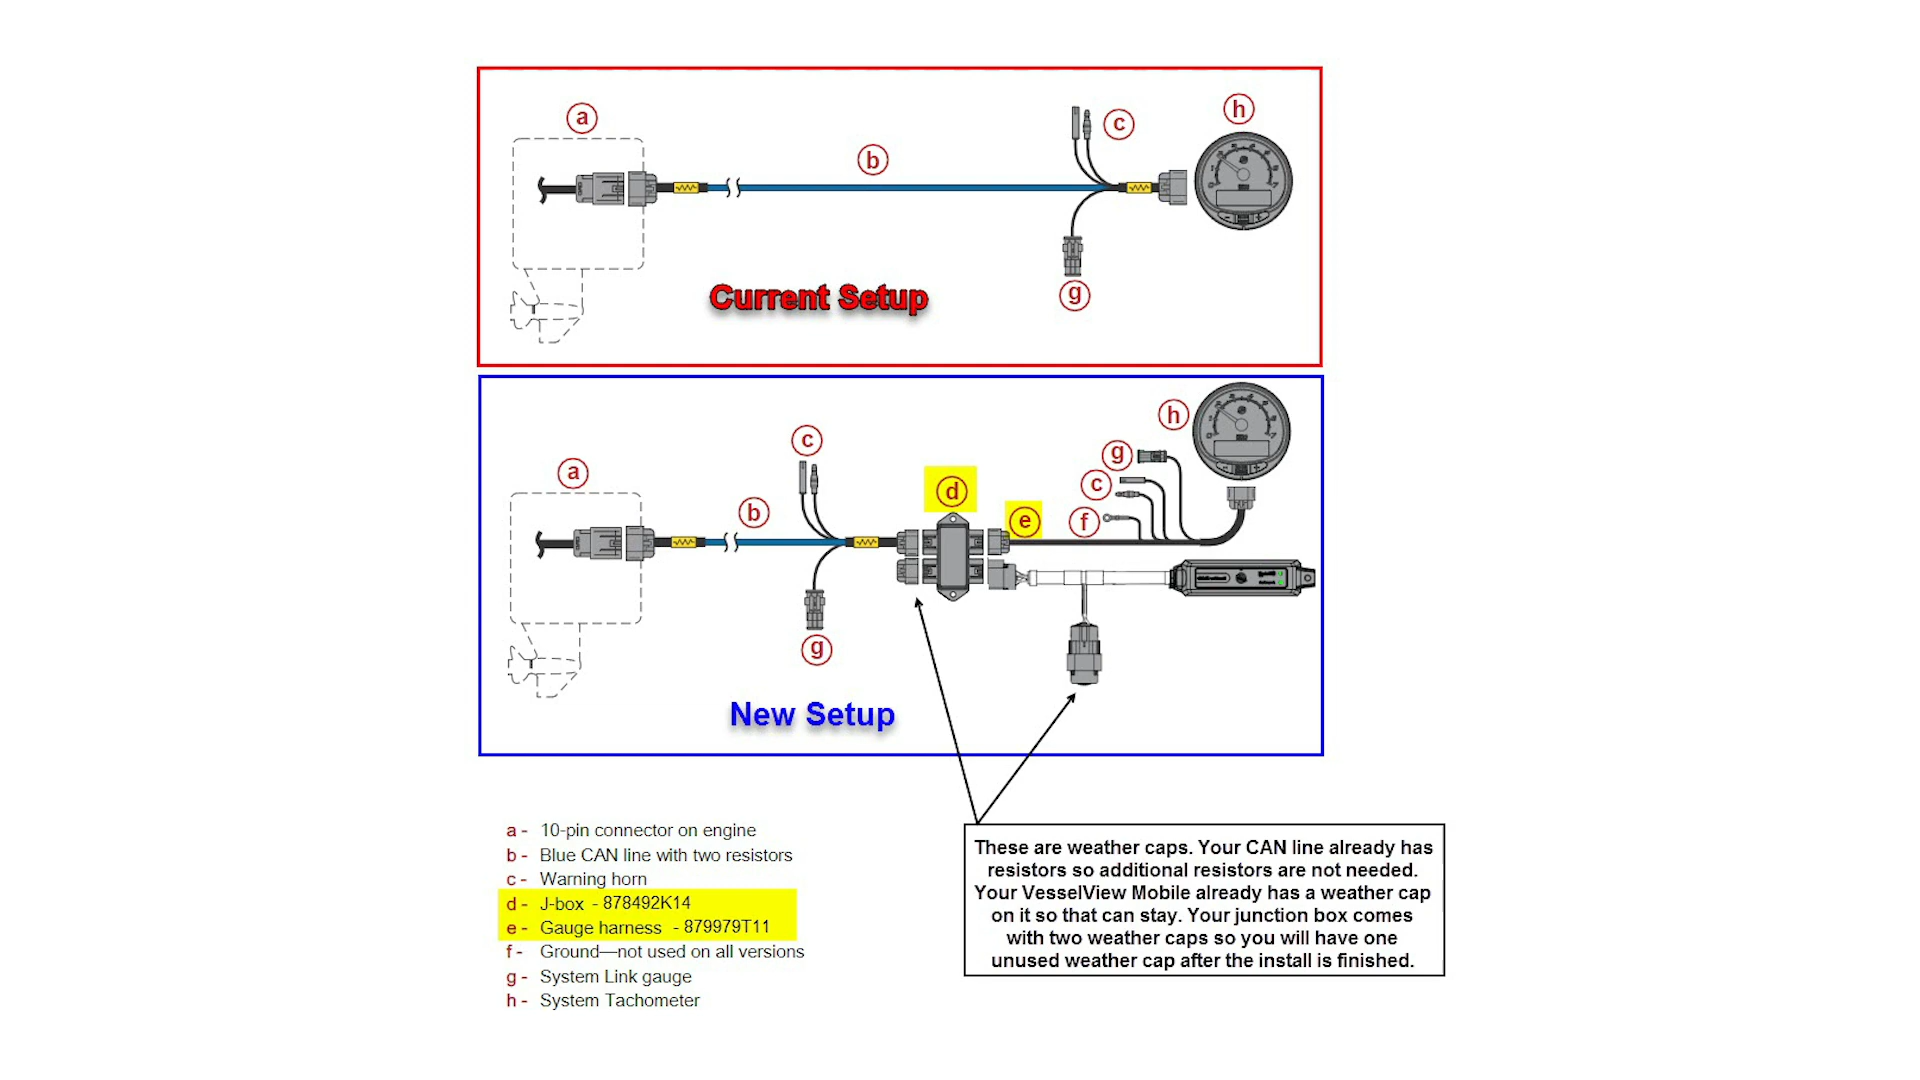 a
b
c
h
g
Current Setup
h
g
c
c
d
a
b
e
f
g
New Setup
a - 10-pin connector on engine
b - Blue CAN line with two resistors
c - Warning horn
d - J-box - 878492K14
e - Gauge harness - 879979T11
f - Ground—not used on all versions
g - System Link gauge
h - System Tachometer
These are weather caps. Your CAN line already has
resistors so additional resistors are not needed.
Your VesselView Mobile already has a weather cap
on it so that can stay. Your junction box comes
with two weather caps so you will have one
unused weather cap after the install is finished.